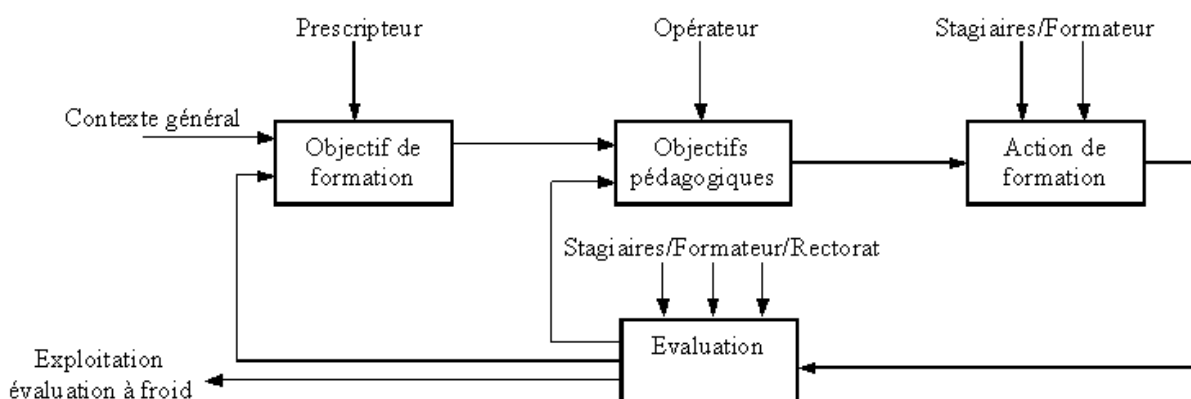 Prescripteur
Opérateur
Stagiaires/Formateur
Contexte général
Objectif de
formation
Objectifs
pédagogiques
Action de
formation
Stagiaires/Formateur/Rectorat
Evaluation
Exploitation
évaluation à froid